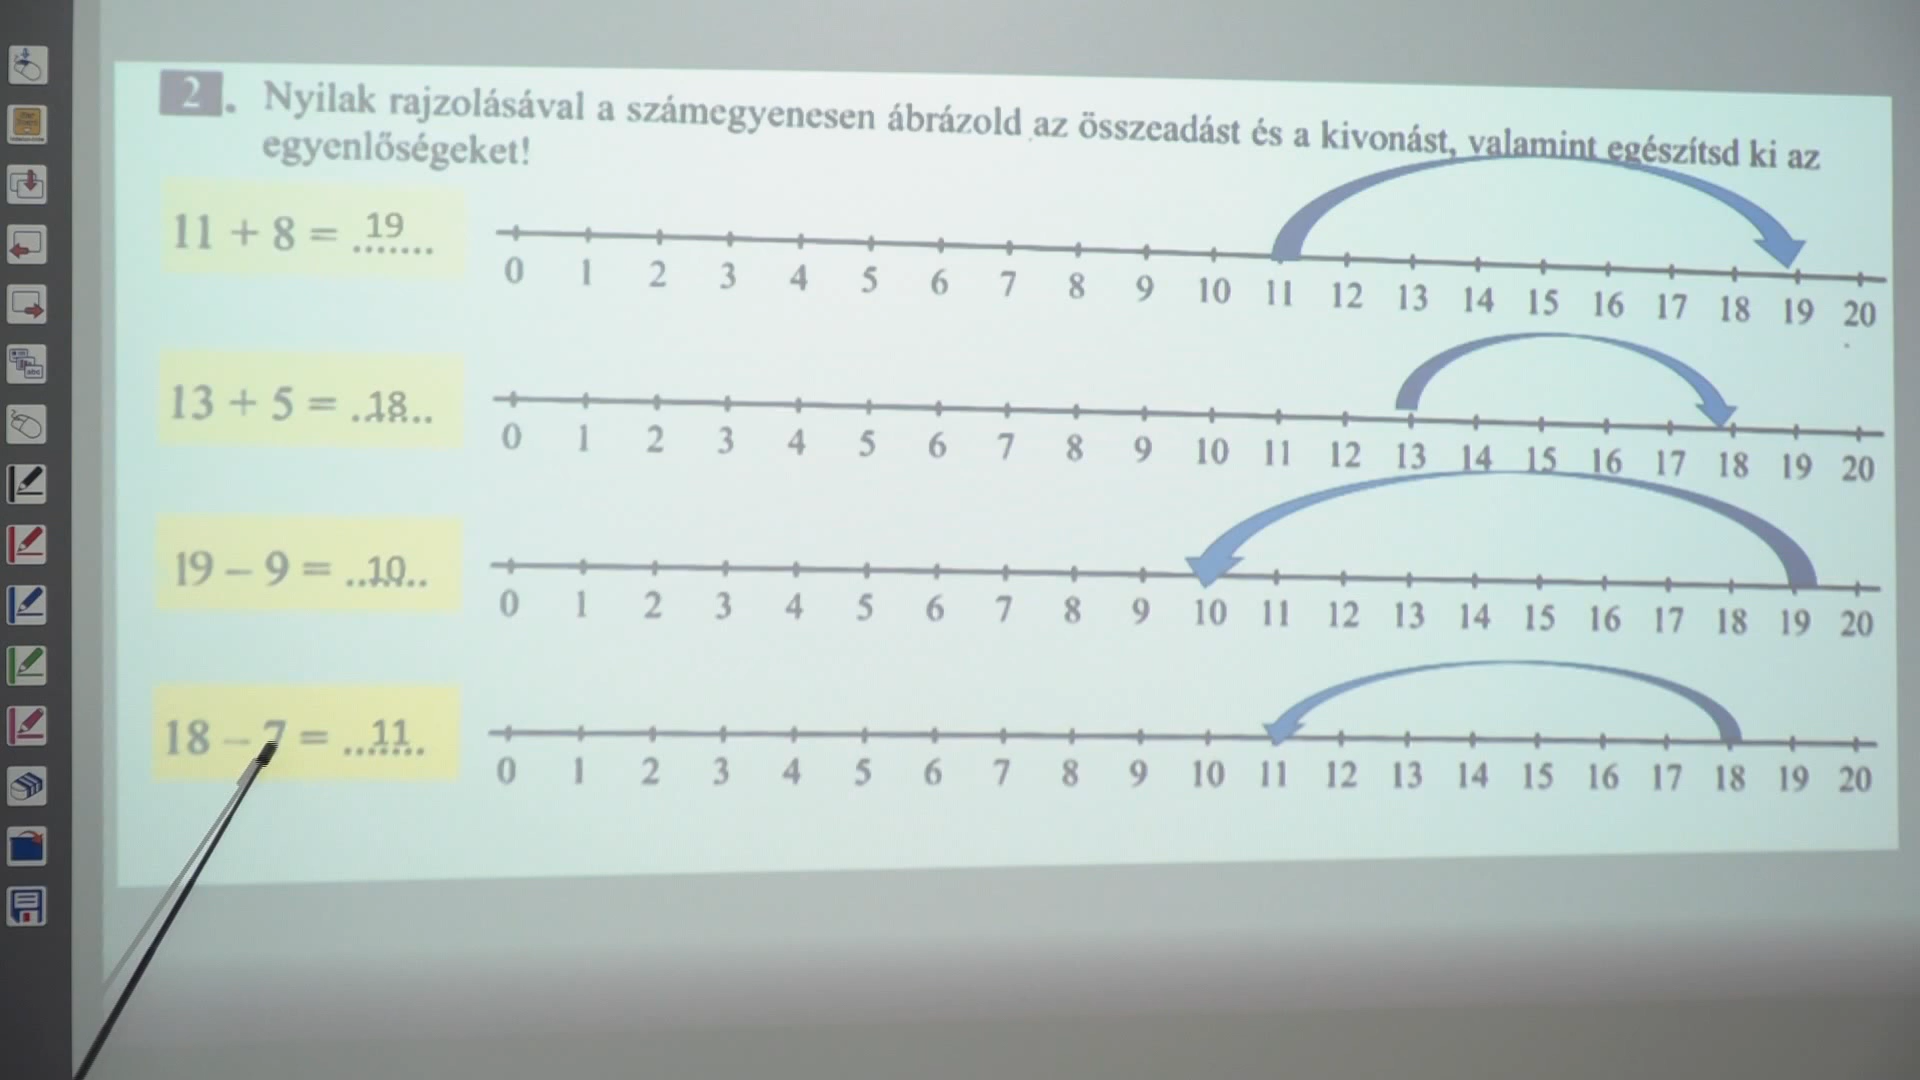 2. Nyilak rajzolásával a számegyenesen ábrázold az összeadást és a kivonást, valamint egészítsd ki az
egyenlőségeket!
11 + 8 = 19
0 1 2 3 4 5 6 7 8 9 10 11 12 13 14 15 16 17 18 19 20
13 + 5 = 18
0 1 2 3 4 5 6 7 8 9 10 11 12 13 14 15 16 17 18 19 20
19 – 9 = 10
0 1 2 3 4 5 6 7 8 9 10 11 12 13 14 15 16 17 18 19 20
18 – 7 = 11
0 1 2 3 4 5 6 7 8 9 10 11 12 13 14 15 16 17 18 19 20